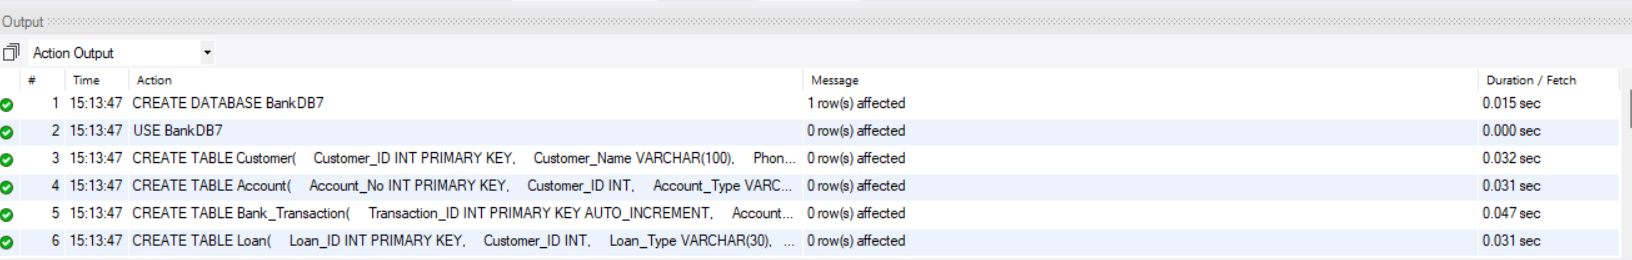 Output
Action Output
# Time Action Message Duration / Fetch
1 15:13:47 CREATE DATABASE BankDB7 1 row(s) affected 0.015 sec
2 15:13:47 USE BankDB7 0 row(s) affected 0.000 sec
3 15:13:47 CREATE TABLE Customer( Customer_ID INT PRIMARY KEY, Customer_Name VARCHAR(100), Phon... 0 row(s) affected 0.032 sec
4 15:13:47 CREATE TABLE Account( Account_No INT PRIMARY KEY, Customer_ID INT, Account_Type VARC... 0 row(s) affected 0.031 sec
5 15:13:47 CREATE TABLE Bank_Transaction( Transaction_ID INT PRIMARY KEY AUTO_INCREMENT, Account... 0 row(s) affected 0.047 sec
6 15:13:47 CREATE TABLE Loan( Loan_ID INT PRIMARY KEY, Customer_ID INT, Loan_Type VARCHAR(30), ... 0 row(s) affected 0.031 sec